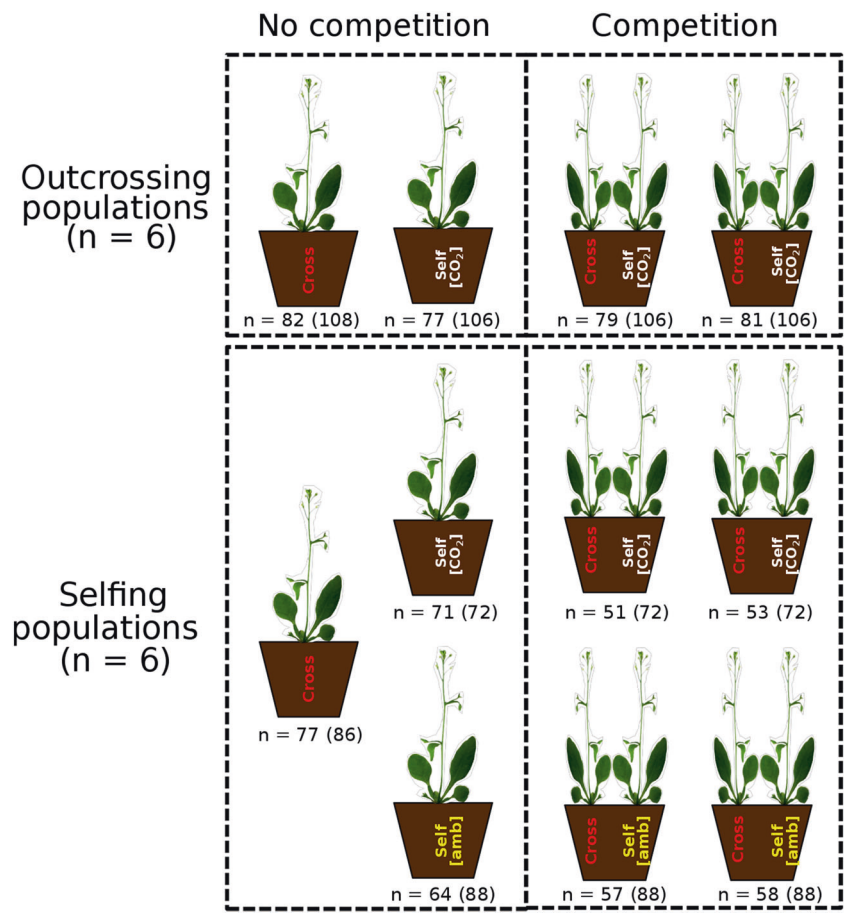 No competition
Competition
Outcrossing
populations
(n = 6)
Cross
Self
[CO₂]
Cross
Self
[CO₂]
Cross
Self
[CO₂]
n = 82 (108)
n = 77 (106)
n = 79 (106)
n = 81 (106)
Selfing
populations
(n = 6)
Self
[CO₂]
Cross
Self
[CO₂]
Cross
Self
[CO₂]
n = 71 (72)
n = 51 (72)
n = 53 (72)
Cross
n = 77 (86)
Self
[amb]
Cross
Self
[amb]
Cross
Self
[amb]
n = 64 (88)
n = 57 (88)
n = 58 (88)